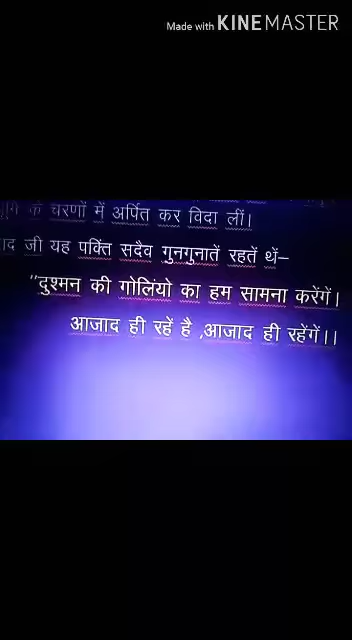 Made with KINEMASTER
के चरणों में अर्पित कर विदा लीं।
जी यह पक्ति सदैव गुनगुनातें रहतें थें–
"दुश्मन की गोलियो का हम सामना करेंगें।
आजाद ही रहें है ,आजाद ही रहेंगें।।